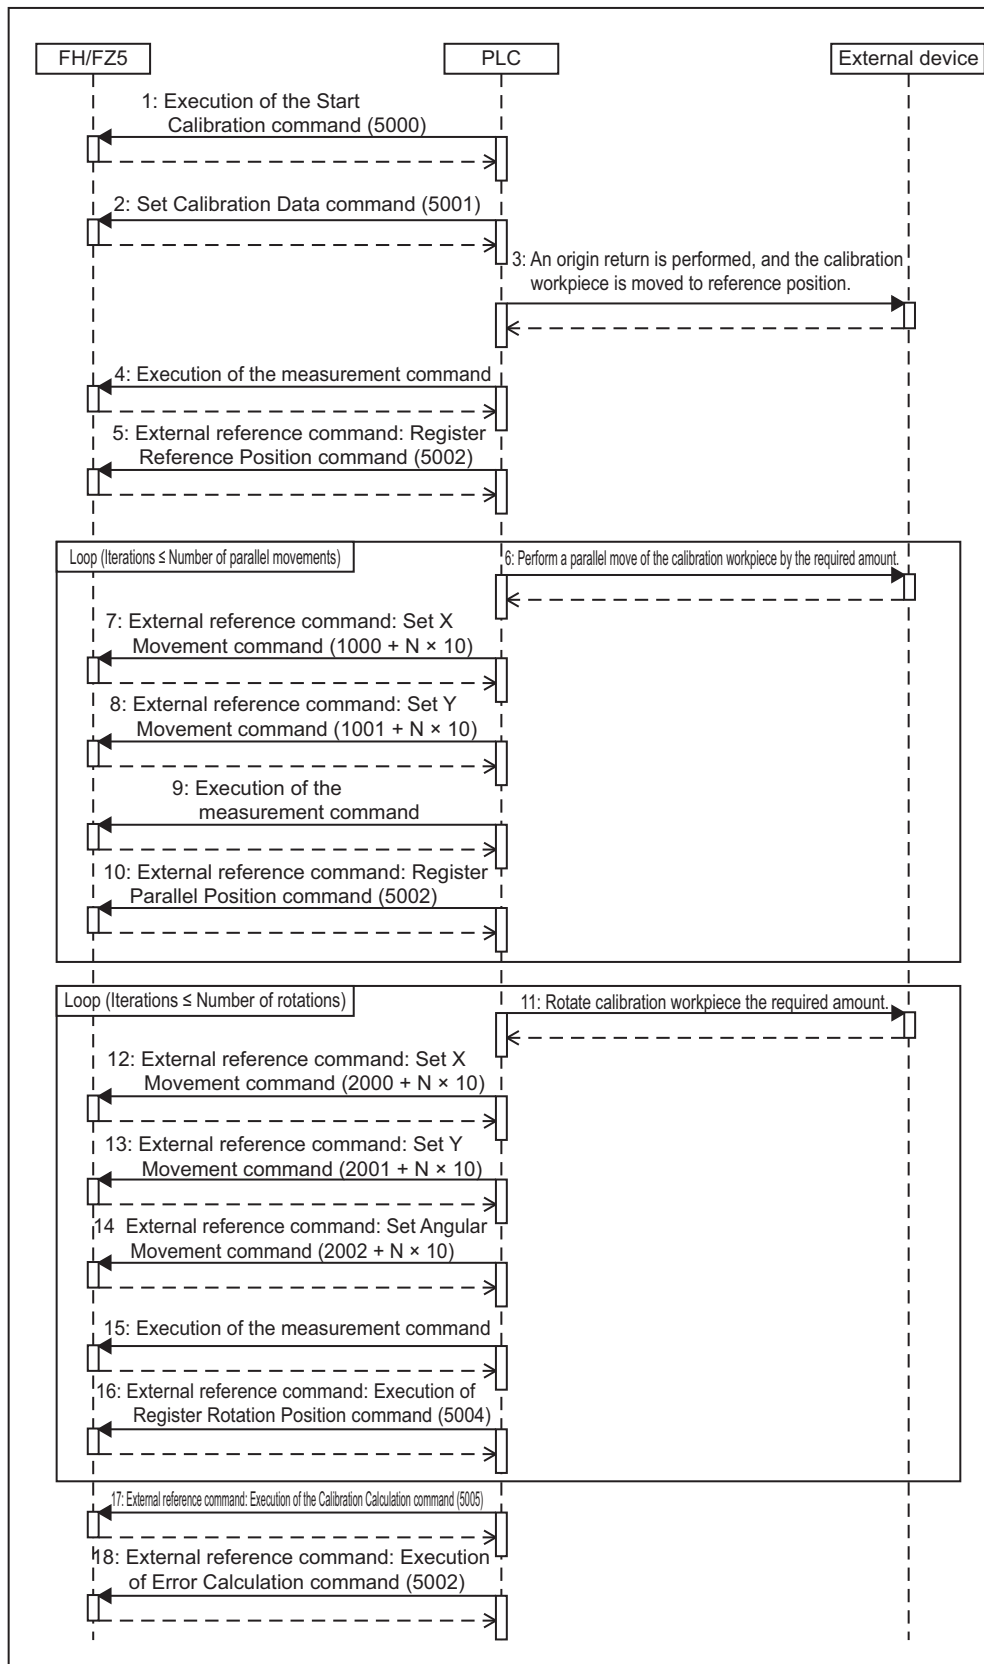 FH/FZ5
PLC
External device
1: Execution of the Start
Calibration command (5000)
2: Set Calibration Data command (5001)
3: An origin return is performed, and the calibration
workpiece is moved to reference position.
4: Execution of the measurement command
5: External reference command: Register
Reference Position command (5002)
Loop (Iterations ≤ Number of parallel movements)
6: Perform a parallel move of the calibration workpiece by the required amount.
7: External reference command: Set X
Movement command (1000 + N × 10)
8: External reference command: Set Y
Movement command (1001 + N × 10)
9: Execution of the
measurement command
10: External reference command: Register
Parallel Position command (5002)
Loop (Iterations ≤ Number of rotations)
11: Rotate calibration workpiece the required amount.
12: External reference command: Set X
Movement command (2000 + N × 10)
13: External reference command: Set Y
Movement command (2001 + N × 10)
14 External reference command: Set Angular
Movement command (2002 + N × 10)
15: Execution of the measurement command
16: External reference command: Execution of
Register Rotation Position command (5004)
17: External reference command: Execution of the Calibration Calculation command (5005)
18: External reference command: Execution
of Error Calculation command (5002)